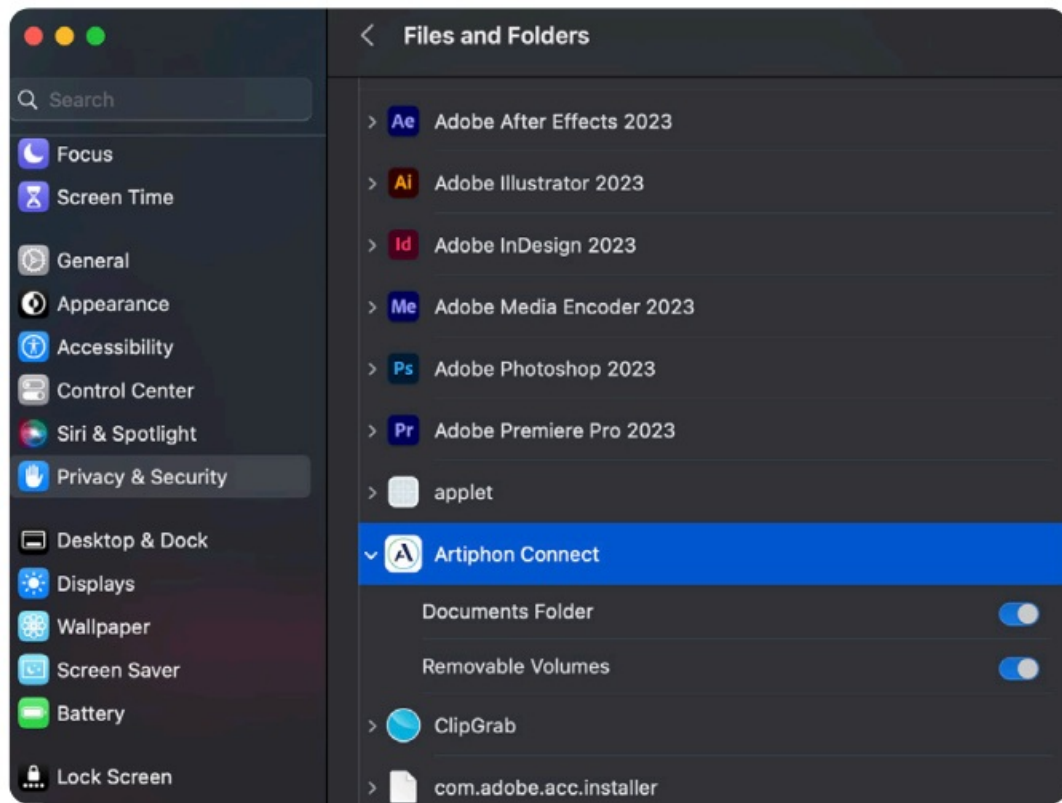 Search
Focus
Screen Time
General
Appearance
Accessibility
Control Center
Siri & Spotlight
Privacy & Security
Desktop & Dock
Displays
Wallpaper
Screen Saver
Battery
Lock Screen
Files and Folders
Ae Adobe After Effects 2023
Ai Adobe Illustrator 2023
Id Adobe InDesign 2023
Me Adobe Media Encoder 2023
Ps Adobe Photoshop 2023
Pr Adobe Premiere Pro 2023
applet
Artiphon Connect
Documents Folder
Removable Volumes
ClipGrab
com.adobe.acc.installer